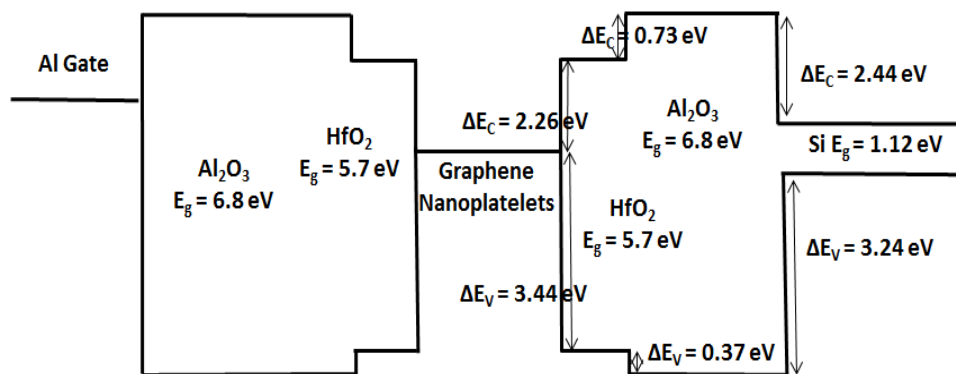 Al Gate
Al₂O₃
E_g = 6.8 eV
HfO₂
E_g = 5.7 eV
ΔE_C = 2.26 eV
Graphene
Nanoplatelets
ΔE_V = 3.44 eV
ΔE_C = 0.73 eV
Al₂O₃
E_g = 6.8 eV
HfO₂
E_g = 5.7 eV
ΔE_V = 0.37 eV
ΔE_C = 2.44 eV
Si E_g = 1.12 eV
ΔE_V = 3.24 eV